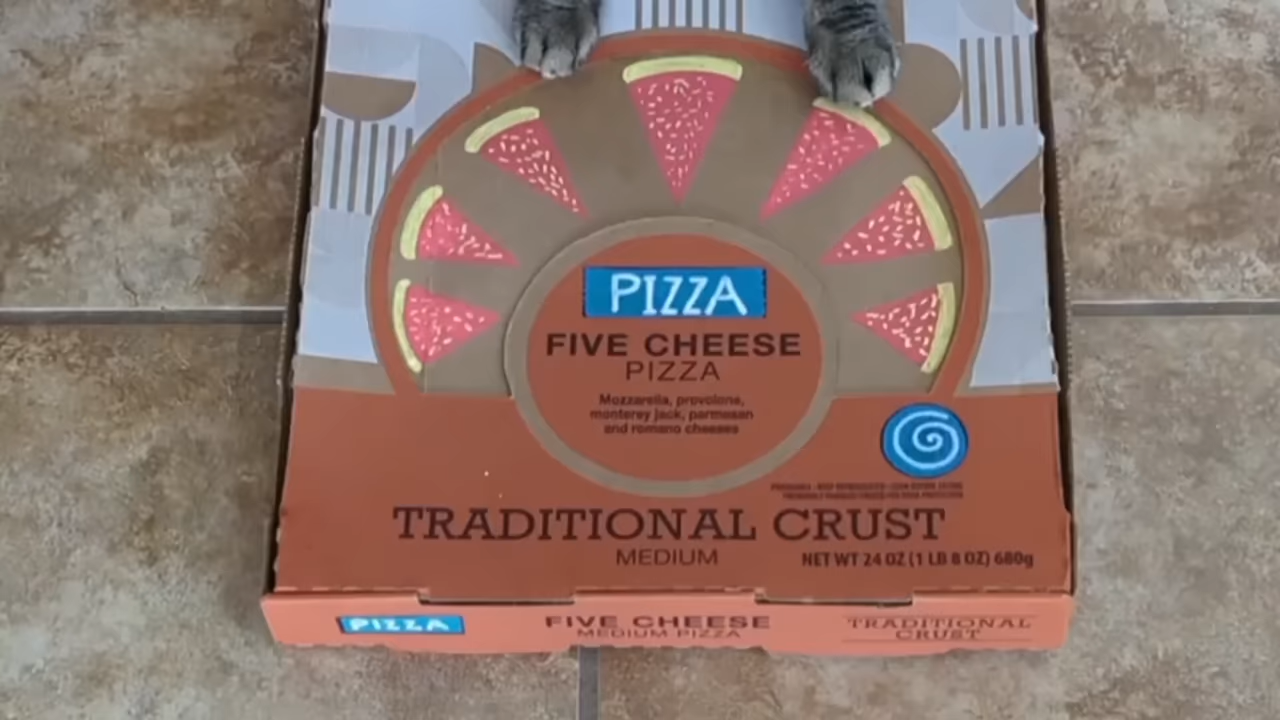 PIZZA
FIVE CHEESE
PIZZA
Mozzarella, provolone,
monterey jack, parmesan
and romano cheeses
TRADITIONAL CRUST
MEDIUM
NET WT 24 OZ (1 LB 8 OZ) 680g
PIZZA
FIVE CHEESE
MEDIUM PIZZA
TRADITIONAL
CRUST